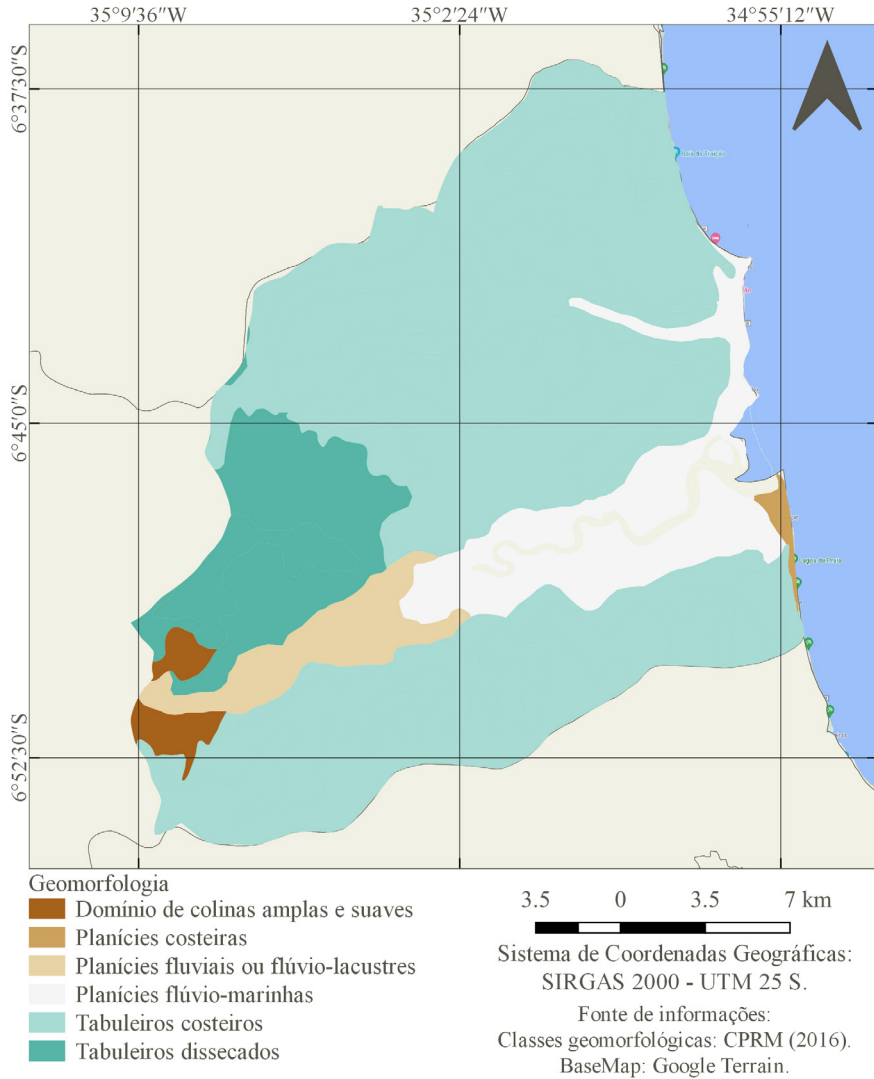 35°9′36″W 35°2′24″W 34°55′12″W
6°37′30″S
6°45′0″S
6°52′30″S
Lagoa de Praia
Geomorfologia
Domínio de colinas amplas e suaves
Planícies costeiras
Planícies fluviais ou flúvio-lacustres
Planícies flúvio-marinhas
Tabuleiros costeiros
Tabuleiros dissecados
3.5 0 3.5 7 km
Sistema de Coordenadas Geográficas:
SIRGAS 2000 - UTM 25 S.
Fonte de informações:
Classes geomorfológicas: CPRM (2016).
BaseMap: Google Terrain.